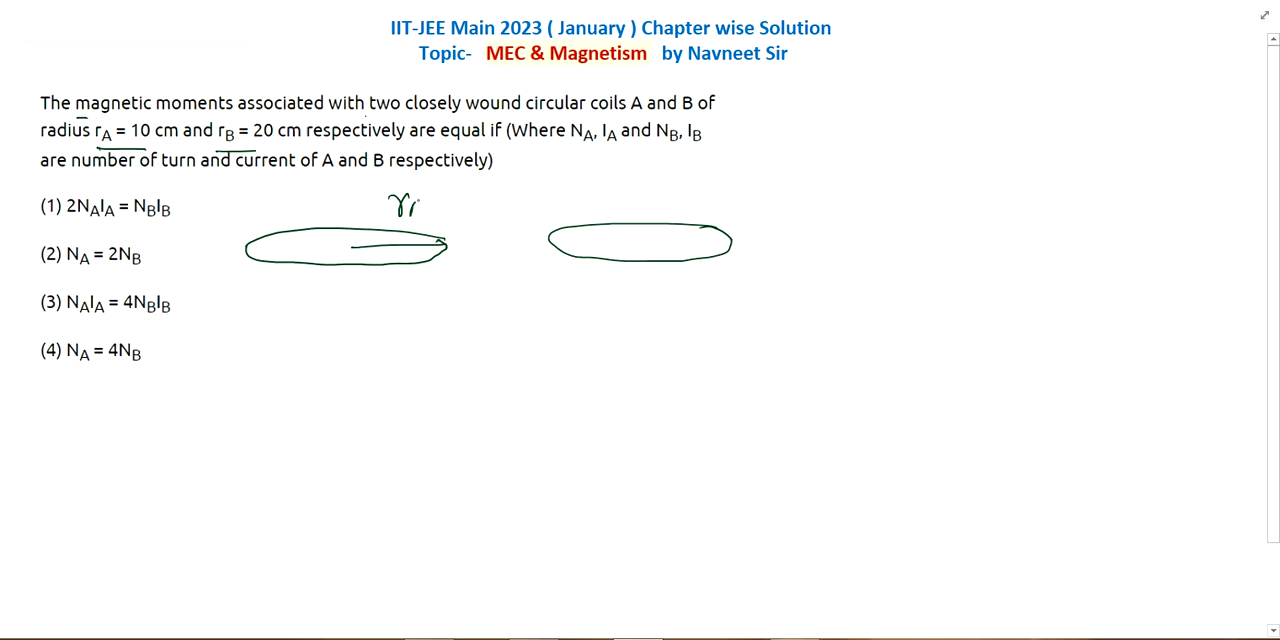 IIT-JEE Main 2023 ( January ) Chapter wise Solution
Topic- MEC & Magnetism by Navneet Sir
The magnetic moments associated with two closely wound circular coils A and B of
radius rA = 10 cm and rB = 20 cm respectively are equal if (Where NA, IA and NB, IB
are number of turn and current of A and B respectively)
(1) 2NAIA = NBIB
(2) NA = 2NB
(3) NAIA = 4NBIB
(4) NA = 4NB